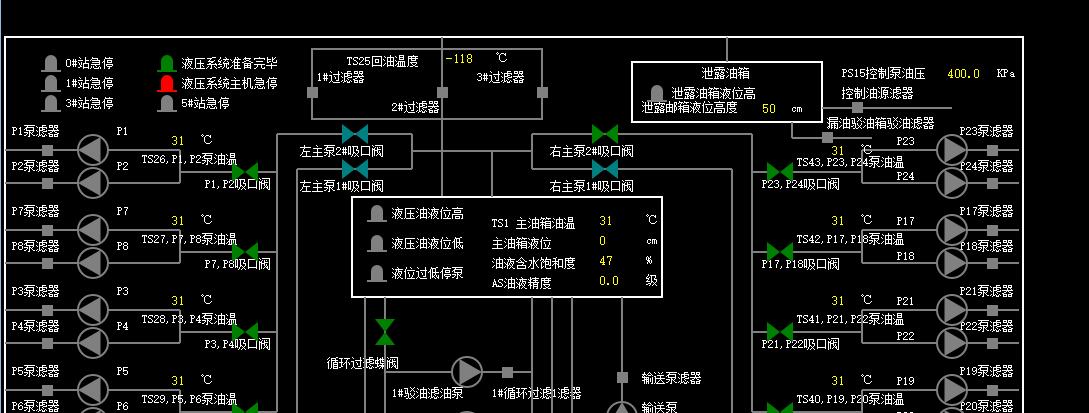 0#站急停
液压系统准备完毕
1#站急停
液压系统主机急停
3#站急停
5#站急停
TS25回油温度
-118
℃
1#过滤器
3#过滤器
2#过滤器
泄露油箱
泄露油箱液位高
泄露邮箱液位高度
50
cm
PS15控制泵油压
400.0
KPa
控制油源滤器
漏油驳油箱驳油滤器
P1泵滤器
P1
31
℃
P2泵滤器
P2
TS26,P1,P2泵油温
P1,P2吸口阀
左主泵2#吸口阀
左主泵1#吸口阀
右主泵2#吸口阀
右主泵1#吸口阀
31
℃
P23
P23泵滤器
TS43,P23,P24泵油温
P24泵滤器
P24
P23,P24吸口阀
P7泵滤器
P7
31
℃
P8泵滤器
P8
TS27,P7,P8泵油温
P7,P8吸口阀
液压油液位高
液压油液位低
液位过低停泵
TS1 主油箱油温
31
℃
主油箱液位
0
cm
油液含水饱和度
47
%
AS油液精度
0.0
级
31
℃
P17
P17泵滤器
TS42,P17,P18泵油温
P18泵滤器
P18
P17,P18吸口阀
P3泵滤器
P3
31
℃
P4泵滤器
P4
TS28,P3,P4泵油温
P3,P4吸口阀
31
℃
P21
P21泵滤器
TS41,P21,P22泵油温
P22泵滤器
P22
P21,P22吸口阀
循环过滤蝶阀
1#驳油滤油泵
1#循环过滤1滤器
输送泵滤器
输送泵
P5泵滤器
P5
31
℃
P6泵滤器
P6
TS29,P5,P6泵油温
31
℃
P19
P19泵滤器
TS40,P19,P20泵油温
P20泵滤器